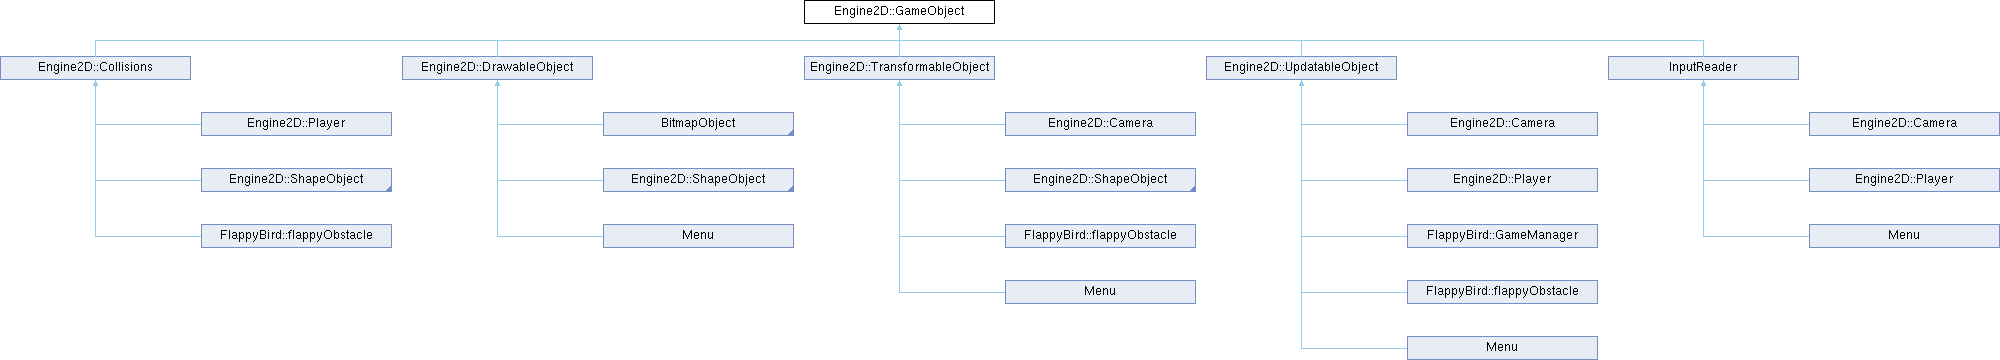 Engine2D::GameObject
Engine2D::Collisions
Engine2D::DrawableObject
Engine2D::TransformableObject
Engine2D::UpdatableObject
InputReader
Engine2D::Player
BitmapObject
Engine2D::Camera
Engine2D::Camera
Engine2D::Camera
Engine2D::ShapeObject
Engine2D::ShapeObject
Engine2D::ShapeObject
Engine2D::Player
Engine2D::Player
FlappyBird::flappyObstacle
Menu
FlappyBird::flappyObstacle
FlappyBird::GameManager
Menu
Menu
FlappyBird::flappyObstacle
Menu